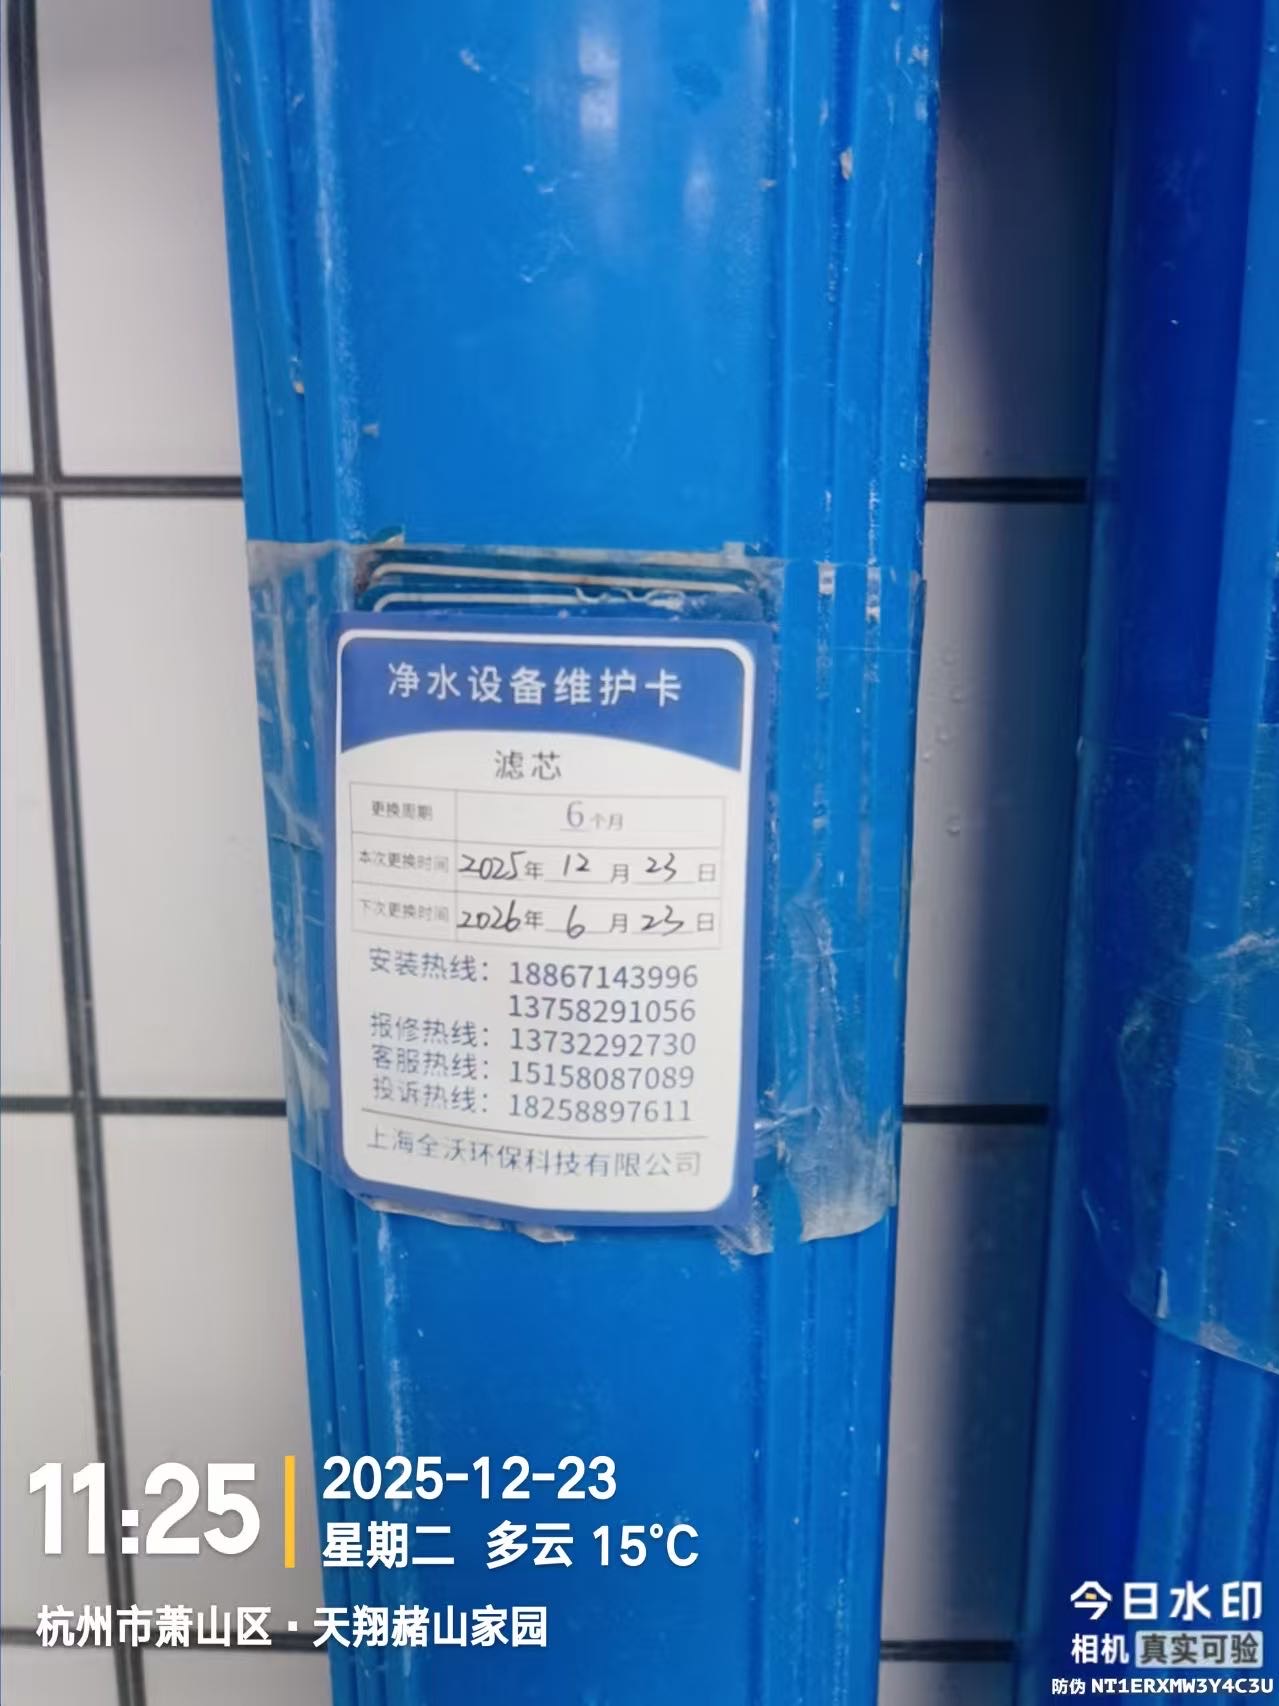 净水设备维护卡
滤芯
更换周期 6个月
本次更换时间 2025年 12 月 23 日
下次更换时间 2026年 6 月 23 日
安装热线：18867143996
13758291056
报修热线：13732292730
客服热线：15158087089
投诉热线：18258897611
上海全沃环保科技有限公司
11:25
2025-12-23
星期二 多云 15°C
杭州市萧山区·天翔赭山家园
今日水印
相机 真实可验
防伪 NT1ERXMW3Y4C3U